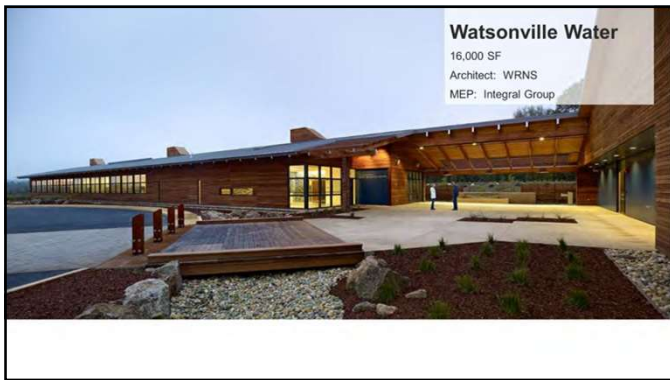 Watsonville Water
16,000 SF
Architect: WRNS
MEP: Integral Group